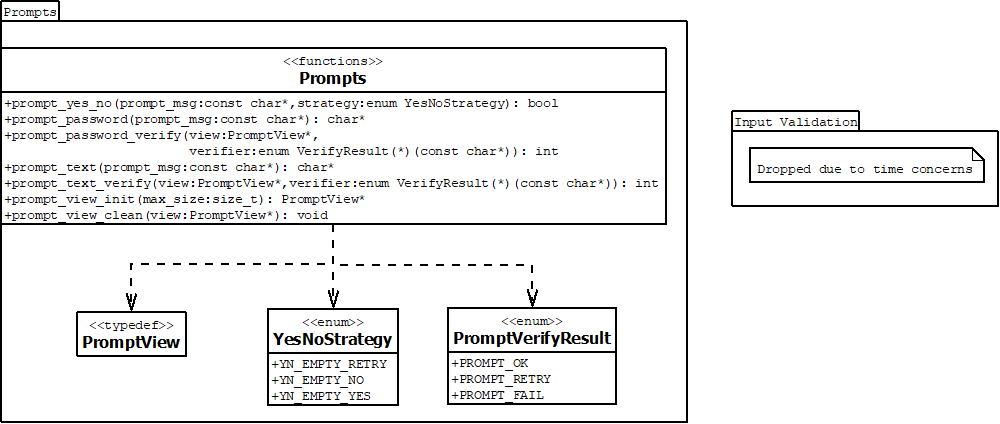 Prompts
<<functions>>
Prompts
+prompt_yes_no(prompt_msg:const char*,strategy:enum YesNoStrategy): bool
+prompt_password(prompt_msg:const char*): char*
+prompt_password_verify(view:PromptView*,
verifier:enum VerifyResult(*)(const char*)): int
+prompt_text(prompt_msg:const char*): char*
+prompt_text_verify(view:PromptView*,verifier:enum VerifyResult(*)(const char*)): int
+prompt_view_init(max_size:size_t): PromptView*
+prompt_view_clean(view:PromptView*): void
Input Validation
Dropped due to time concerns
<<typedef>>
PromptView
<<enum>>
YesNoStrategy
+YN_EMPTY_RETRY
+YN_EMPTY_NO
+YN_EMPTY_YES
<<enum>>
PromptVerifyResult
+PROMPT_OK
+PROMPT_RETRY
+PROMPT_FAIL